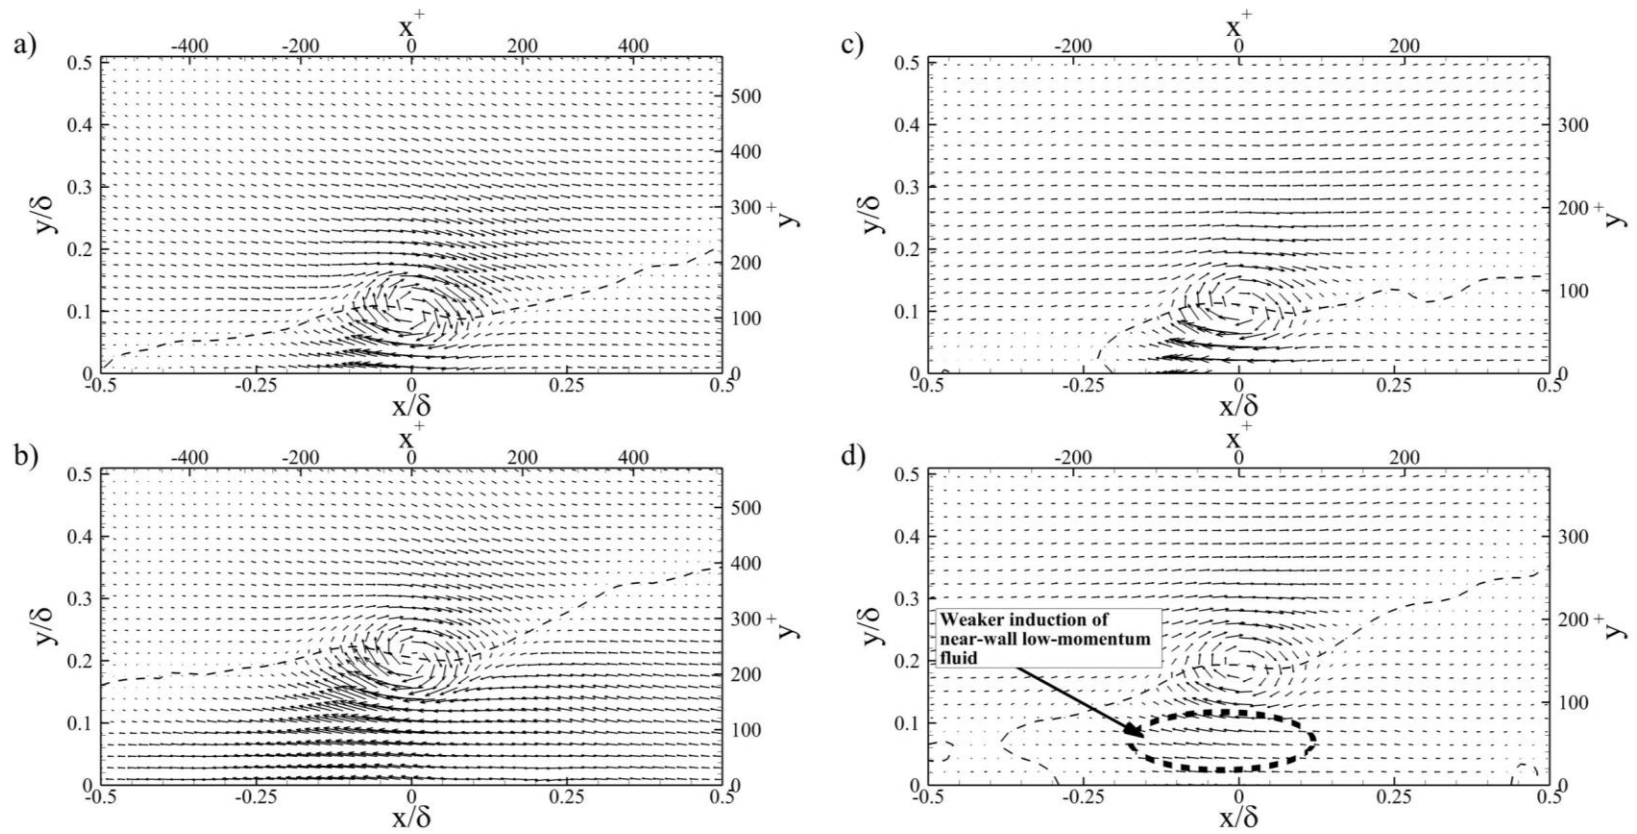 a)
x+
-400 -200 0 200 400
0.5 0.4 0.3 0.2 0.1 0
y/δ
500 400 300 200 100 0
y+
-0.5 -0.25 0 0.25 0.5
x/δ
c)
x+
-200 0 200
0.5 0.4 0.3 0.2 0.1 0
y/δ
300 200 100 0
y+
-0.5 -0.25 0 0.25 0.5
x/δ
b)
x+
-400 -200 0 200 400
0.5 0.4 0.3 0.2 0.1 0
y/δ
500 400 300 200 100 0
y+
-0.5 -0.25 0 0.25 0.5
x/δ
d)
x+
-200 0 200
0.5 0.4 0.3 0.2 0.1 0
y/δ
Weaker induction of
near-wall low-momentum
fluid
300 200 100 0
y+
-0.5 -0.25 0 0.25 0.5
x/δ